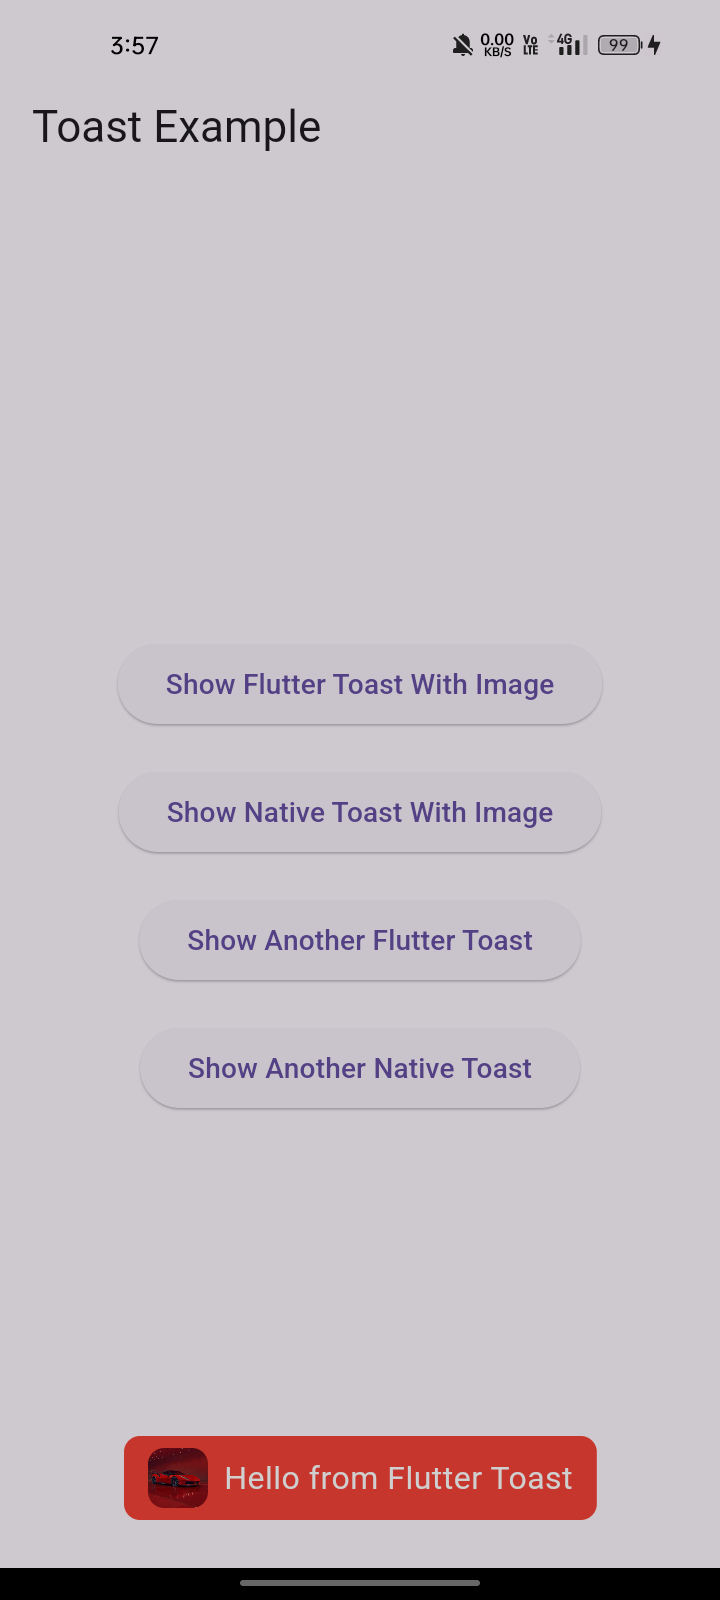 3:57
0.00 KB/S Vo LTE 4G 99
Toast Example
Show Flutter Toast With Image
Show Native Toast With Image
Show Another Flutter Toast
Show Another Native Toast
Hello from Flutter Toast